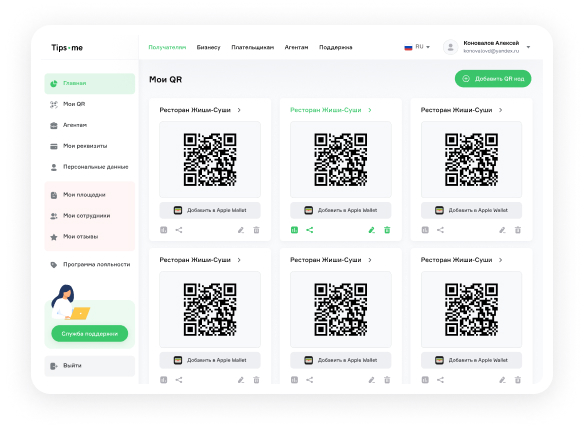 Tips-me
Получателям Бизнесу Плательщикам Агентам Поддержка
RU
Коновалов Алексей
konovalovd@yandex.ru
Главная
Мои QR
Агентам
Мои реквизиты
Персональные данные
Мои площадки
Мои сотрудники
Мои отзывы
Программа лояльности
Служба поддержки
Выйти
Мои QR
Добавить QR код
Ресторан Жиши-Суши
Добавить в Apple Wallet
Ресторан Жиши-Суши
Добавить в Apple Wallet
Ресторан Жиши-Суши
Добавить в Apple Wallet
Ресторан Жиши-Суши
Добавить в Apple Wallet
Ресторан Жиши-Суши
Добавить в Apple Wallet
Ресторан Жиши-Суши
Добавить в Apple Wallet